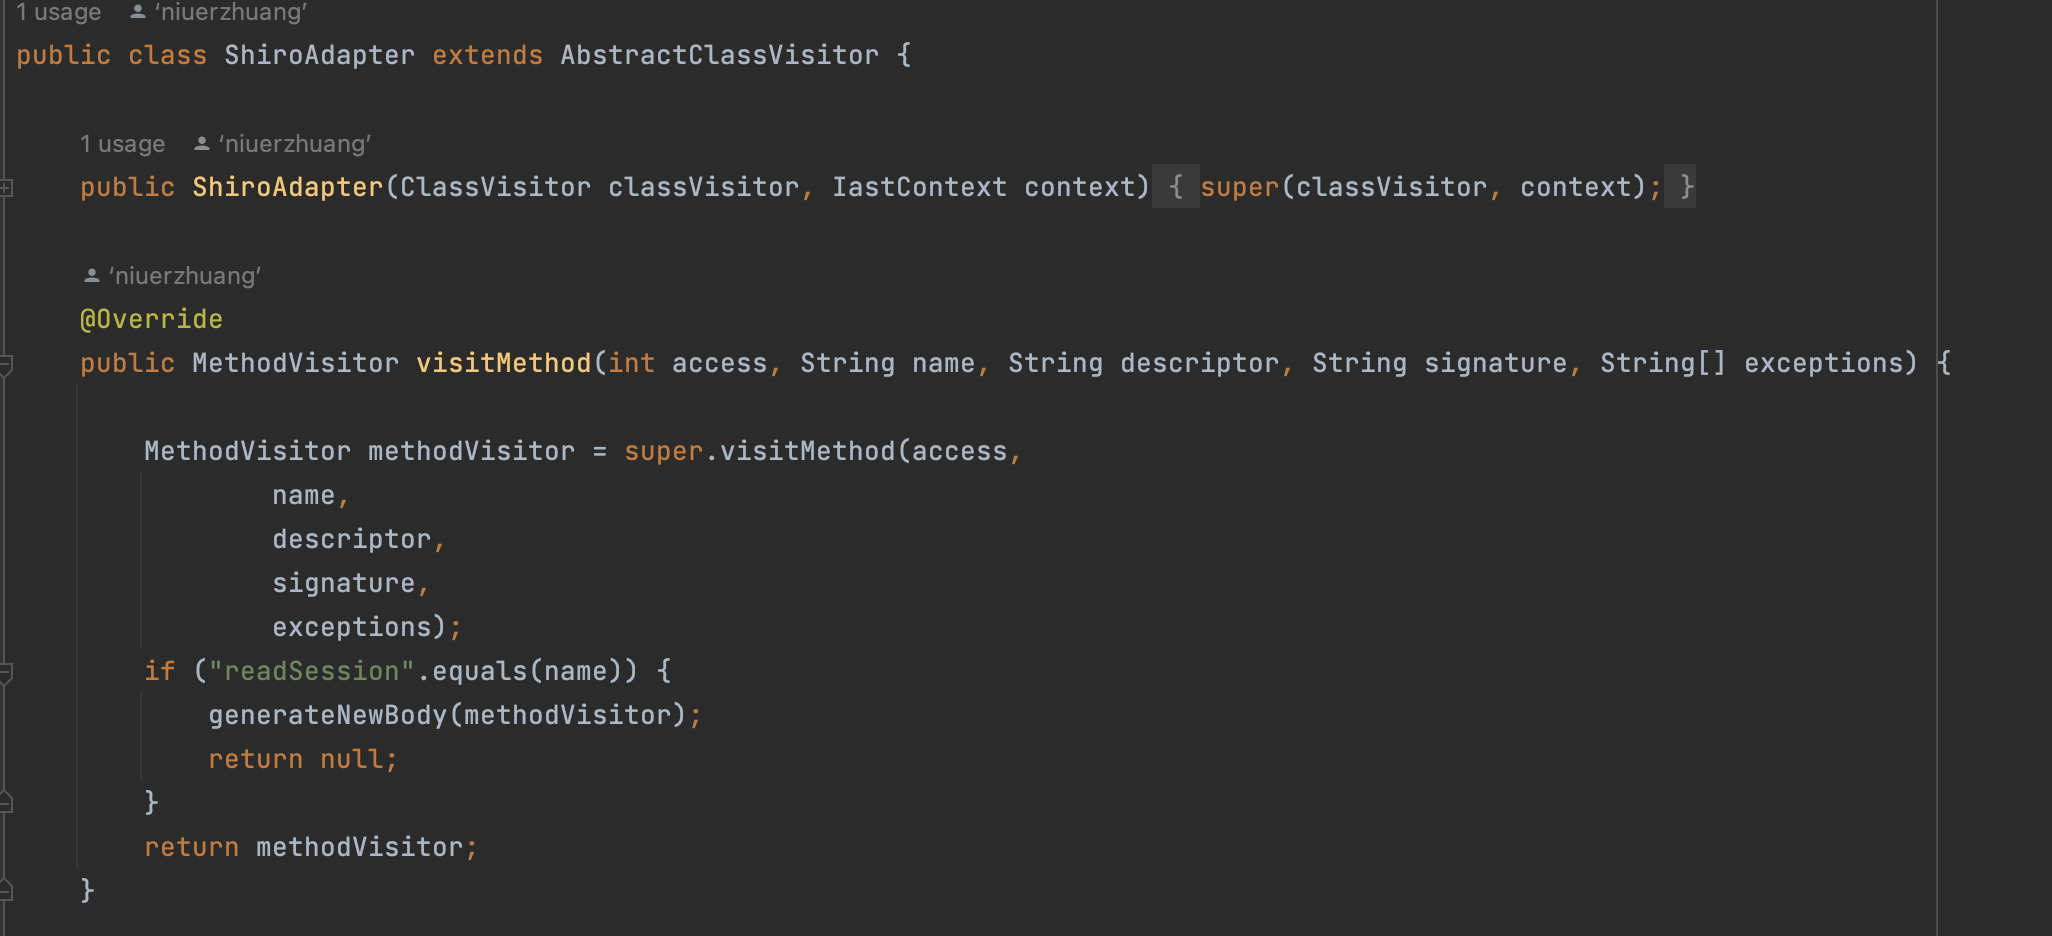 1 usage ‘niuerzhuang’
public class ShiroAdapter extends AbstractClassVisitor {
1 usage ‘niuerzhuang’
public ShiroAdapter(ClassVisitor classVisitor, IastContext context) { super(classVisitor, context); }
‘niuerzhuang’
@Override
public MethodVisitor visitMethod(int access, String name, String descriptor, String signature, String[] exceptions) {
MethodVisitor methodVisitor = super.visitMethod(access,
name,
descriptor,
signature,
exceptions);
if ("readSession".equals(name)) {
generateNewBody(methodVisitor);
return null;
}
return methodVisitor;
}